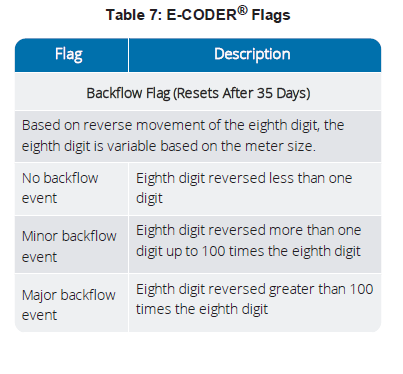 Table 7: E-CODER® Flags
Flag
Description
Backflow Flag (Resets After 35 Days)
Based on reverse movement of the eighth digit, the
eighth digit is variable based on the meter size.
No backflow
event
Eighth digit reversed less than one
digit
Minor backflow
event
Eighth digit reversed more than one
digit up to 100 times the eighth digit
Major backflow
event
Eighth digit reversed greater than 100
times the eighth digit